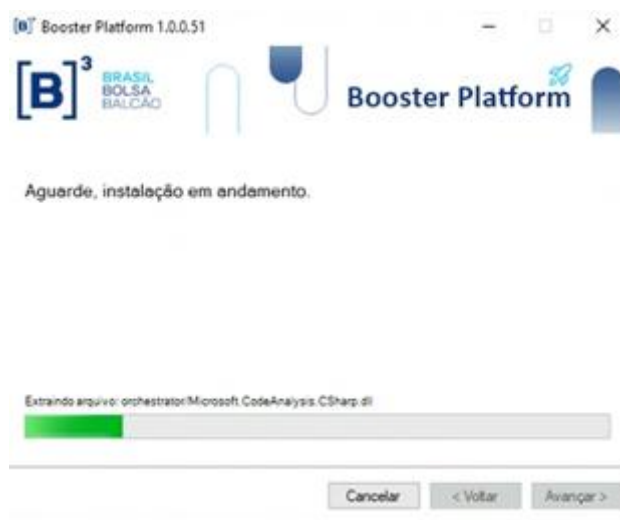 [B]³ Booster Platform 1.0.0.51
[B]³ BRASIL
BOLSA
BALCÃO
Booster Platform
Aguarde, instalação em andamento.
Extraindo arquivo: orchestrator/Microsoft.CodeAnalysis.CSharp.dll
Cancelar
< Voltar
Avançar >